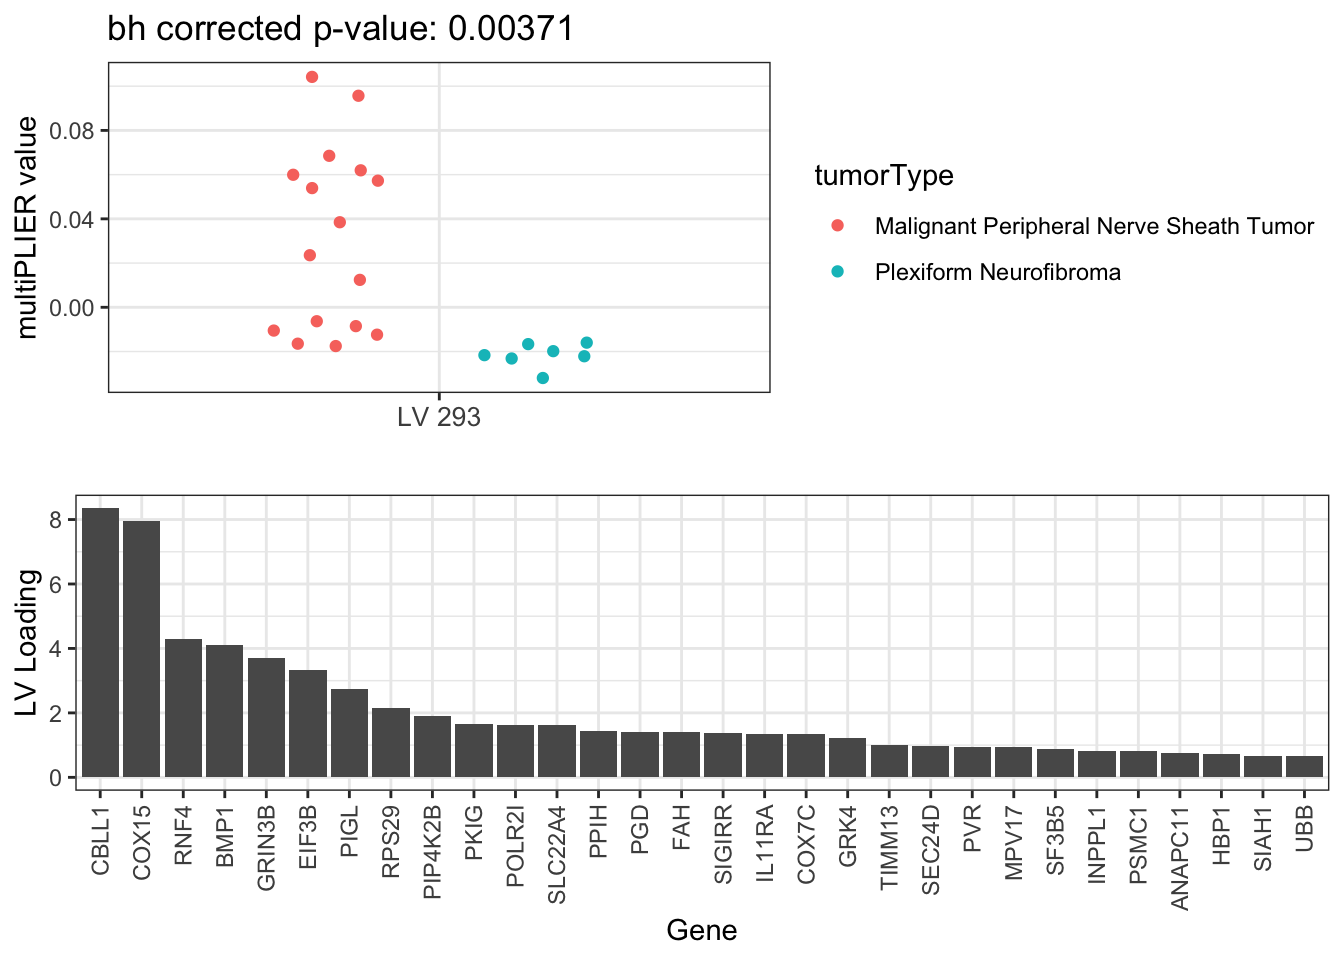 bh corrected p-value: 0.00371
multiPLIER value
0.08
0.04
0.00
LV 293
tumorType
Malignant Peripheral Nerve Sheath Tumor
Plexiform Neurofibroma
LV Loading
8
6
4
2
0
CBLL1
COX15
RNF4
BMP1
GRIN3B
EIF3B
PIGL
RPS29
PIP4K2B
PKIG
POLR2I
SLC22A4
PPIH
PGD
FAH
SIGIRR
IL11RA
COX7C
GRK4
TIMM13
SEC24D
PVR
MPV17
SF3B5
INPPL1
PSMC1
ANAPC11
HBP1
SIAH1
UBB
Gene